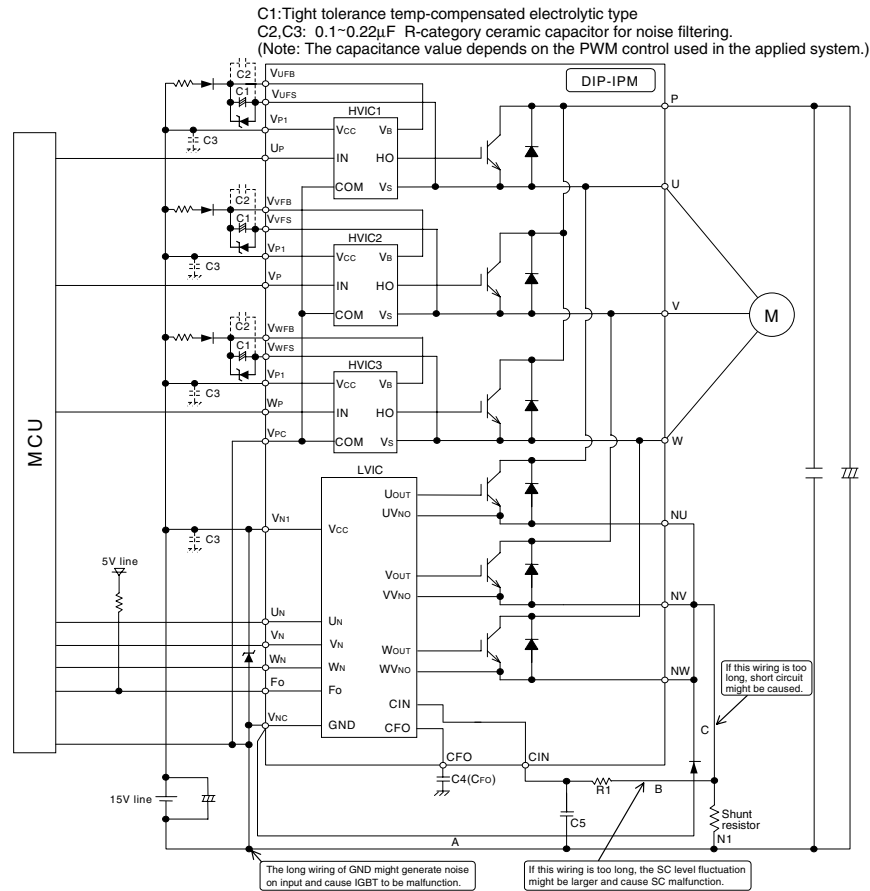 C1:Tight tolerance temp-compensated electrolytic type
C2,C3: 0.1~0.22μF R-category ceramic capacitor for noise filtering.
(Note: The capacitance value depends on the PWM control used in the applied system.)
DIP-IPM
MCU
C2
C1
VUFB
VUFS
VP1
C3
UP
HVIC1
VCC
VB
IN
HO
COM
VS
P
U
C2
C1
VVFB
VVFS
VP1
C3
VP
HVIC2
VCC
VB
IN
HO
COM
VS
V
M
C2
C1
VWFB
VWFS
VP1
C3
WP
VPC
HVIC3
VCC
VB
IN
HO
COM
VS
W
LVIC
UOUT
UVNO
NU
VN1
VCC
C3
5V line
VOUT
VVNO
NV
UN
UN
VN
VN
WN
WN
Fo
Fo
VNC
GND
WOUT
WVNO
NW
CIN
CFO
If this wiring is too
long, short circuit
might be caused.
C
CFO
CIN
C4(CFO)
R1
B
C5
Shunt
resistor
N1
15V line
A
The long wiring of GND might generate noise
on input and cause IGBT to be malfunction.
If this wiring is too long, the SC level fluctuation
might be larger and cause SC malfunction.